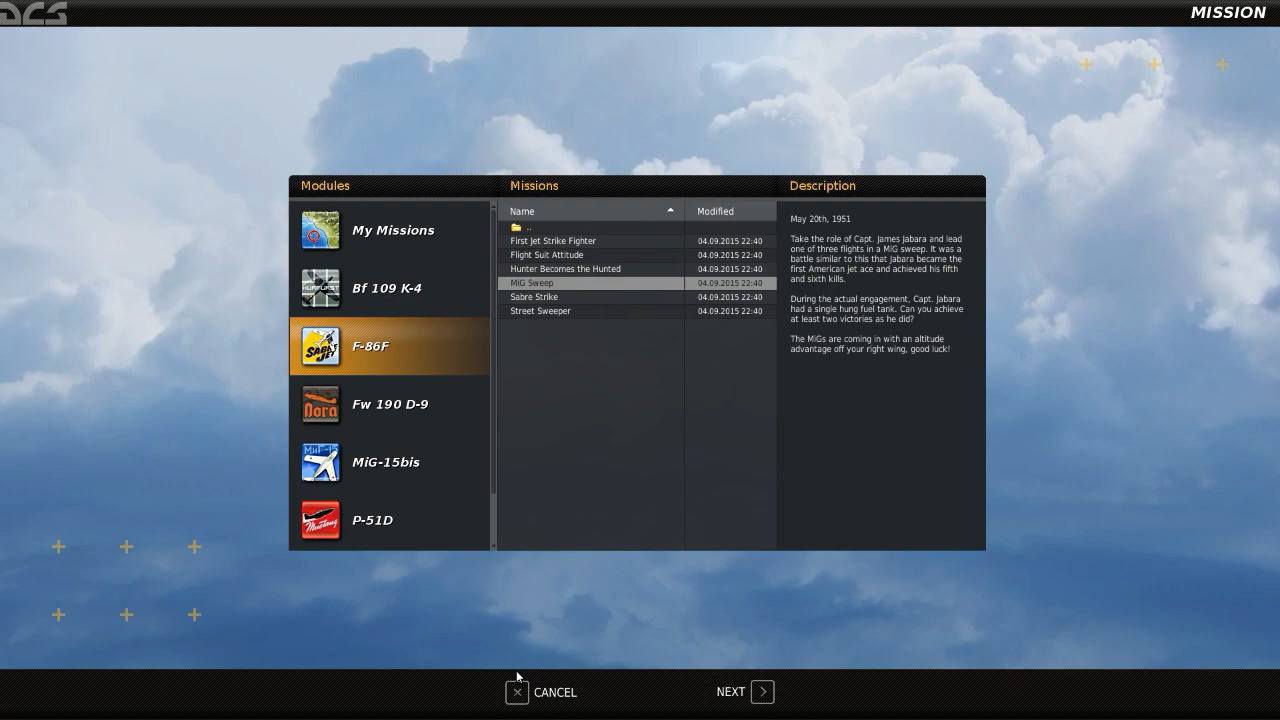 DCS
MISSION
Modules
Missions
Description
My Missions
Bf 109 K-4
F-86F
Fw 190 D-9
MiG-15bis
P-51D
SABRE JET
Dora
МиГ-15
Mustang
Name
Modified
..
First Jet Strike Fighter 04.09.2015 22:40
Flight Suit Attitude 04.09.2015 22:40
Hunter Becomes the Hunted 04.09.2015 22:40
MiG Sweep 04.09.2015 22:40
Sabre Strike 04.09.2015 22:40
Street Sweeper 04.09.2015 22:40
May 20th, 1951
Take the role of Capt. James Jabara and lead
one of three flights in a MiG sweep. It was a
battle similar to this that Jabara became the
first American jet ace and achieved his fifth
and sixth kills.
During the actual engagement, Capt. Jabara
had a single hung fuel tank. Can you achieve
at least two victories as he did?
The MiGs are coming in with an altitude
advantage off your right wing, good luck!
CANCEL
NEXT